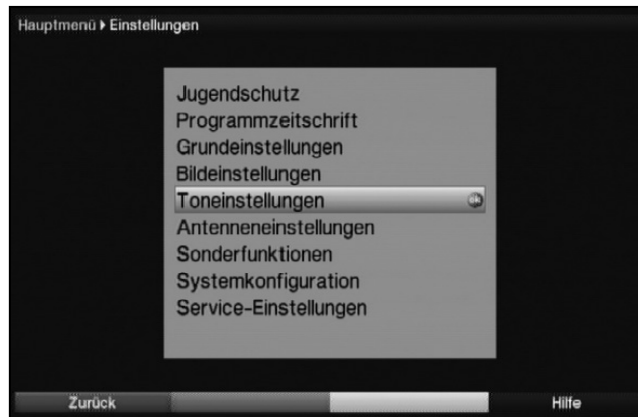 Hauptmenü ▸ Einstellungen
Jugendschutz
Programmzeitschrift
Grundeinstellungen
Bildeinstellungen
Toneinstellungen
Antenneneinstellungen
Sonderfunktionen
Systemkonfiguration
Service-Einstellungen
Zurück Hilfe